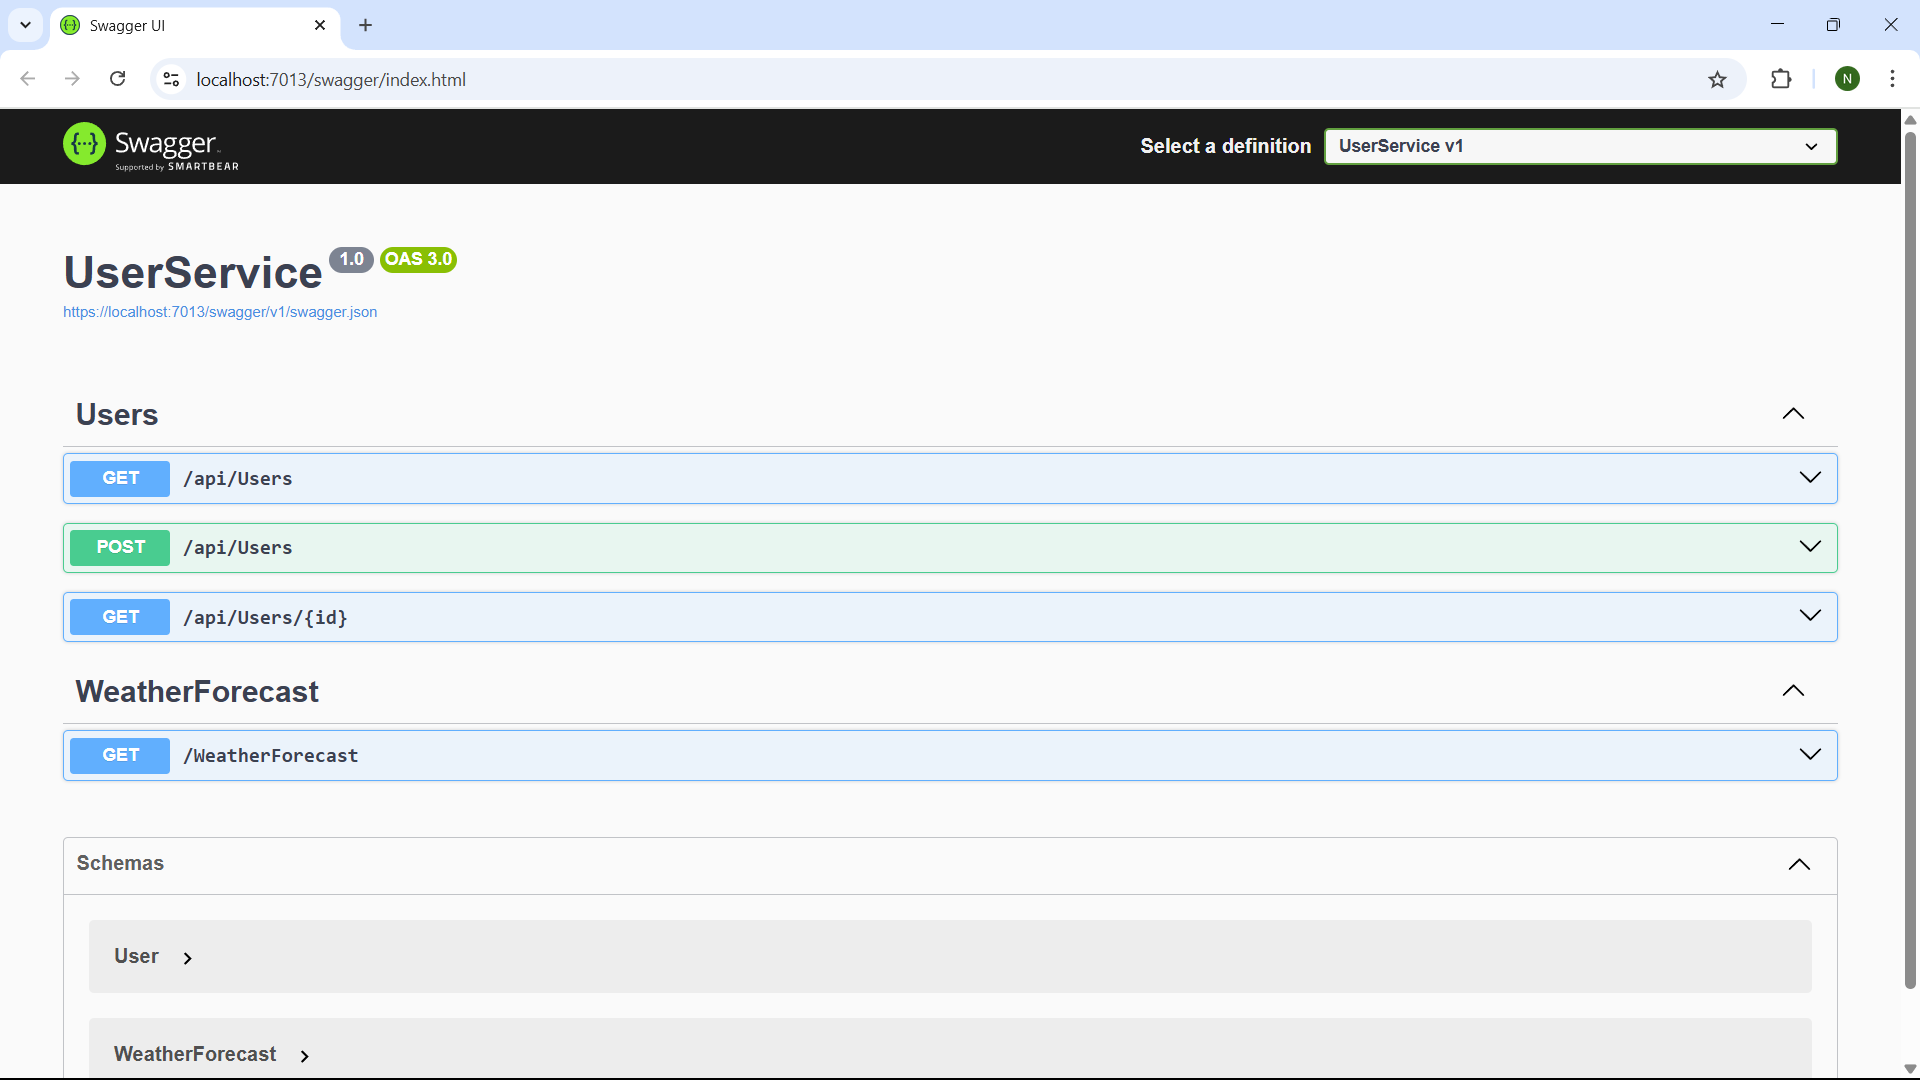 Swagger UI
localhost:7013/swagger/index.html
N
Swagger
Supported by SMARTBEAR
Select a definition
UserService v1
UserService 1.0 OAS 3.0
https://localhost:7013/swagger/v1/swagger.json
Users
GET /api/Users
POST /api/Users
GET /api/Users/{id}
WeatherForecast
GET /WeatherForecast
Schemas
User
WeatherForecast